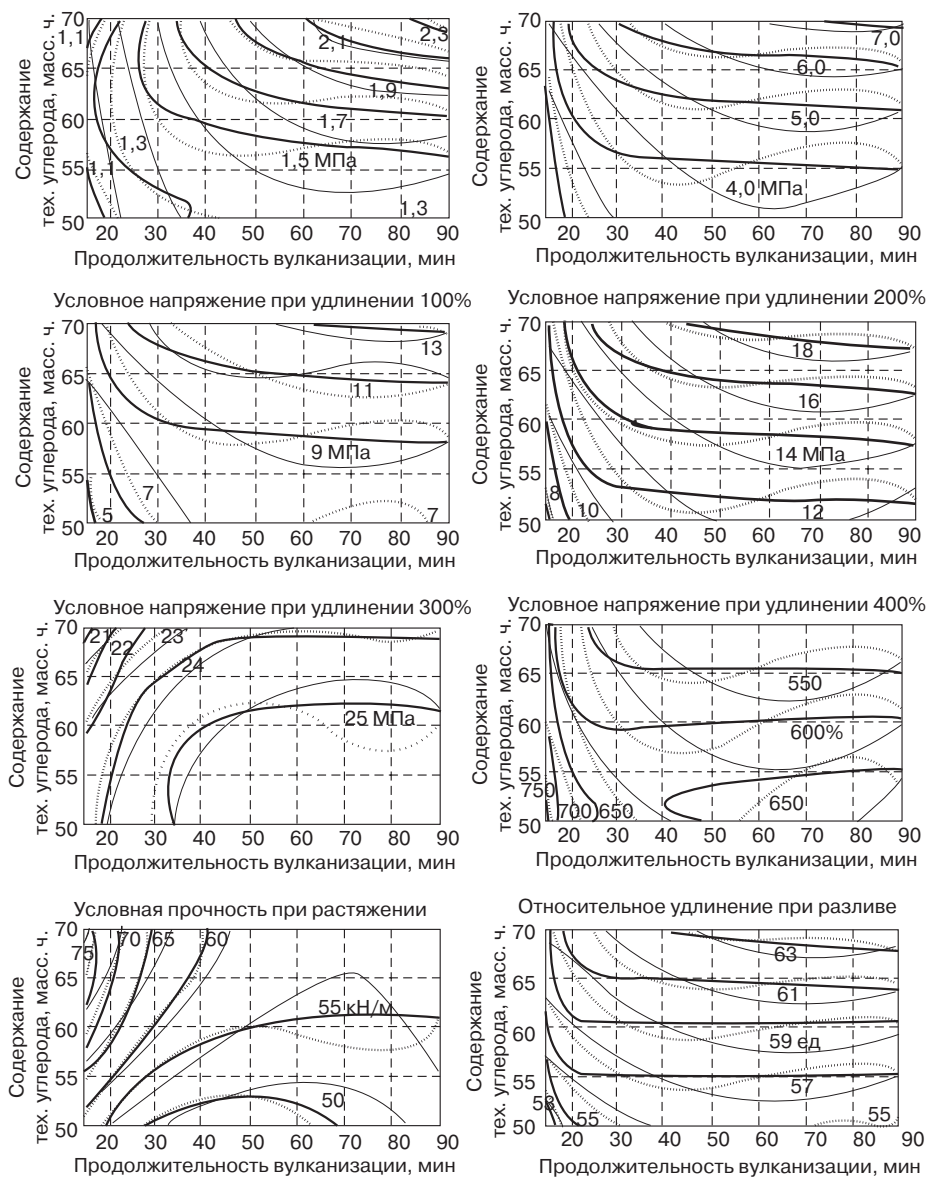 Содержание
тех. углерода, масс. ч.
70
65
60
55
50
1,1
2,1
2,3
1,9
1,7
1,3
1,1
1,5 МПа
1,3
20 30 40 50 60 70 80 90
Продолжительность вулканизации, мин
Условное напряжение при удлинении 100%
Содержание
тех. углерода, масс. ч.
70
65
60
55
50
7,0
6,0
5,0
4,0 МПа
20 30 40 50 60 70 80 90
Продолжительность вулканизации, мин
Условное напряжение при удлинении 200%
Содержание
тех. углерода, масс. ч.
70
65
60
55
50
13
11
9 МПа
7
5
7
20 30 40 50 60 70 80 90
Продолжительность вулканизации, мин
Условное напряжение при удлинении 300%
Содержание
тех. углерода, масс. ч.
70
65
60
55
50
18
16
14 МПа
8
10
12
20 30 40 50 60 70 80 90
Продолжительность вулканизации, мин
Условное напряжение при удлинении 400%
Содержание
тех. углерода, масс. ч.
70
65
60
55
50
21
22
23
24
25 МПа
20 30 40 50 60 70 80 90
Продолжительность вулканизации, мин
Условная прочность при растяжении
Содержание
тех. углерода, масс. ч.
70
65
60
55
50
550
600%
750
700
650
650
20 30 40 50 60 70 80 90
Продолжительность вулканизации, мин
Относительное удлинение при разливе
Содержание
тех. углерода, масс. ч.
70
65
60
55
50
75
70
65
60
55 кН/м
50
20 30 40 50 60 70 80 90
Продолжительность вулканизации, мин
Содержание
тех. углерода, масс. ч.
70
65
60
55
50
63
61
59 ед
57
53
55
55
20 30 40 50 60 70 80 90
Продолжительность вулканизации, мин